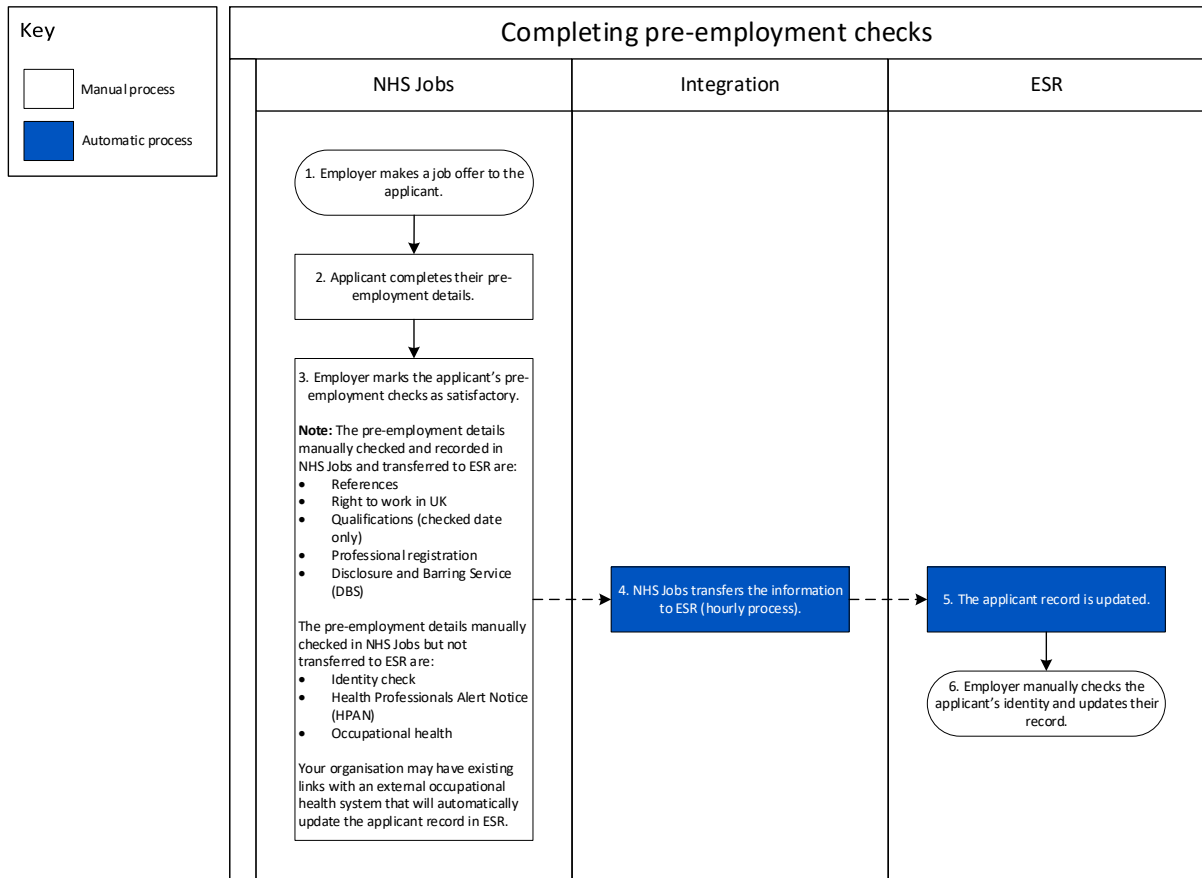 Key
Manual process
Automatic process
Completing pre-employment checks
NHS Jobs
Integration
ESR
1. Employer makes a job offer to the
applicant.
2. Applicant completes their pre-
employment details.
3. Employer marks the applicant’s pre-
employment checks as satisfactory.
Note: The pre-employment details
manually checked and recorded in
NHS Jobs and transferred to ESR are:
• References
• Right to work in UK
• Qualifications (checked date
only)
• Professional registration
• Disclosure and Barring Service
(DBS)
The pre-employment details manually
checked in NHS Jobs but not
transferred to ESR are:
• Identity check
• Health Professionals Alert Notice
(HPAN)
• Occupational health
Your organisation may have existing
links with an external occupational
health system that will automatically
update the applicant record in ESR.
4. NHS Jobs transfers the information
to ESR (hourly process).
5. The applicant record is updated.
6. Employer manually checks the
applicant’s identity and updates their
record.